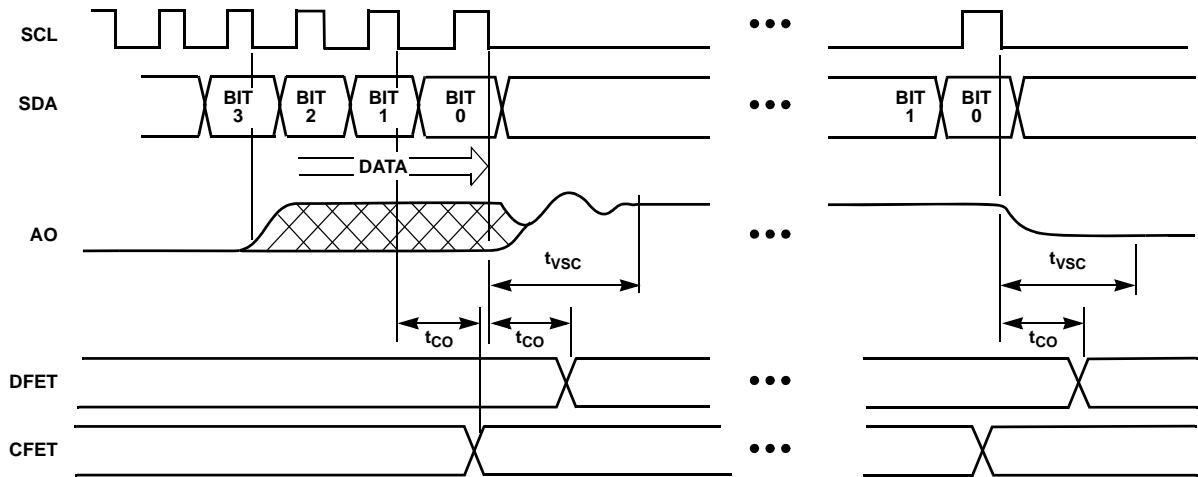 SCL
SDA
BIT
3
BIT
2
BIT
1
BIT
0
BIT
1
BIT
0
DATA
AO
tVSC
tVSC
tCO
tCO
tCO
DFET
CFET